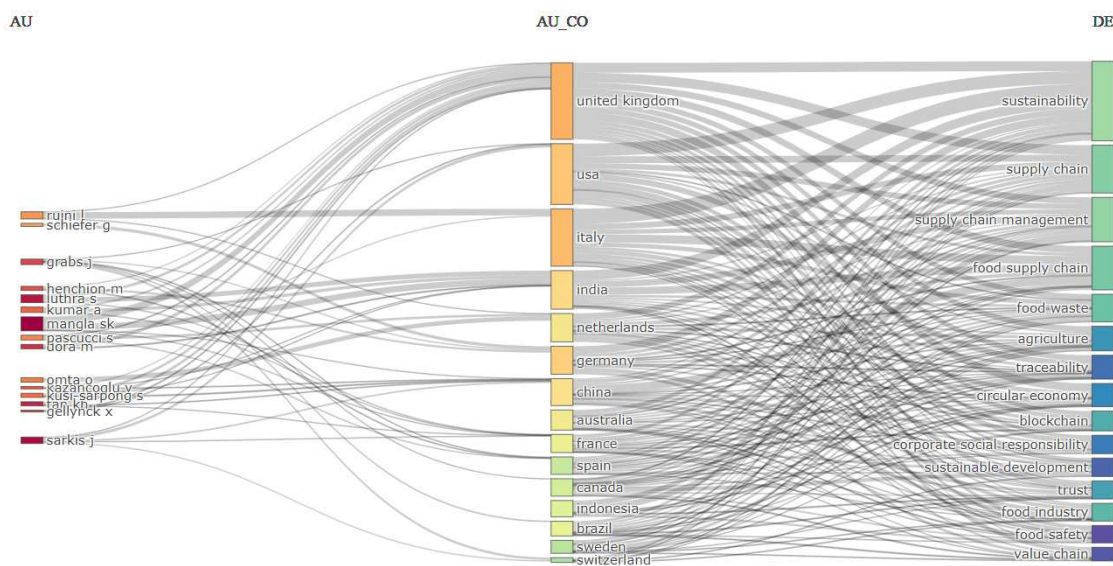 AU AU_CO DE
ruini l
schiefer g
grabs j
henchion m
luthra s
kumar a
mangla sk
pascucci s
dora m
omta o
kazancoglu y
kusi-sarpong s
tan kh
gellynck x
sarkis j
united kingdom
usa
italy
india
netherlands
germany
china
australia
france
spain
canada
indonesia
brazil
sweden
switzerland
sustainability
supply chain
supply chain management
food supply chain
food waste
agriculture
traceability
circular economy
blockchain
corporate social responsibility
sustainable development
trust
food industry
food safety
value chain